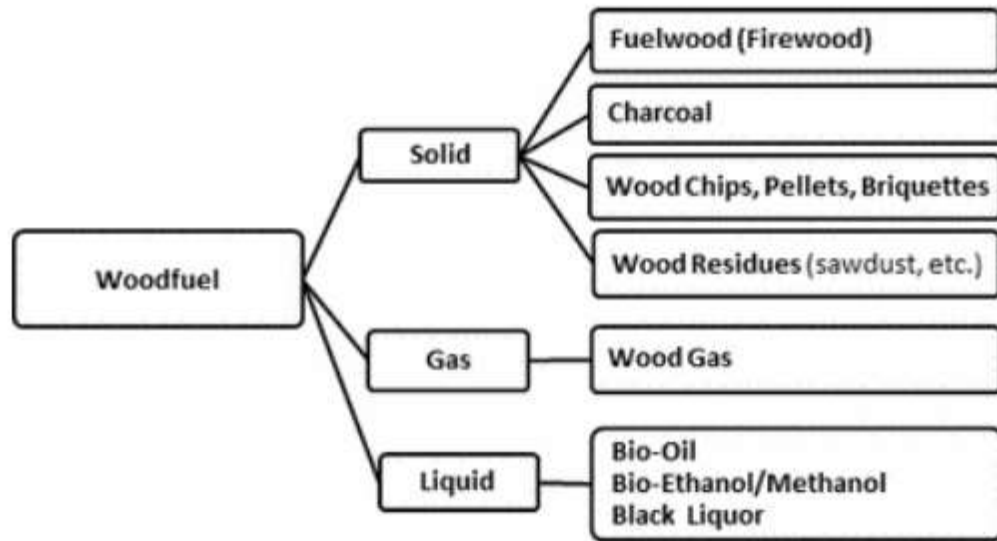 Woodfuel
Solid
Fuelwood (Firewood)
Charcoal
Wood Chips, Pellets, Briquettes
Wood Residues (sawdust, etc.)
Gas
Wood Gas
Liquid
Bio-Oil
Bio-Ethanol/Methanol
Black Liquor